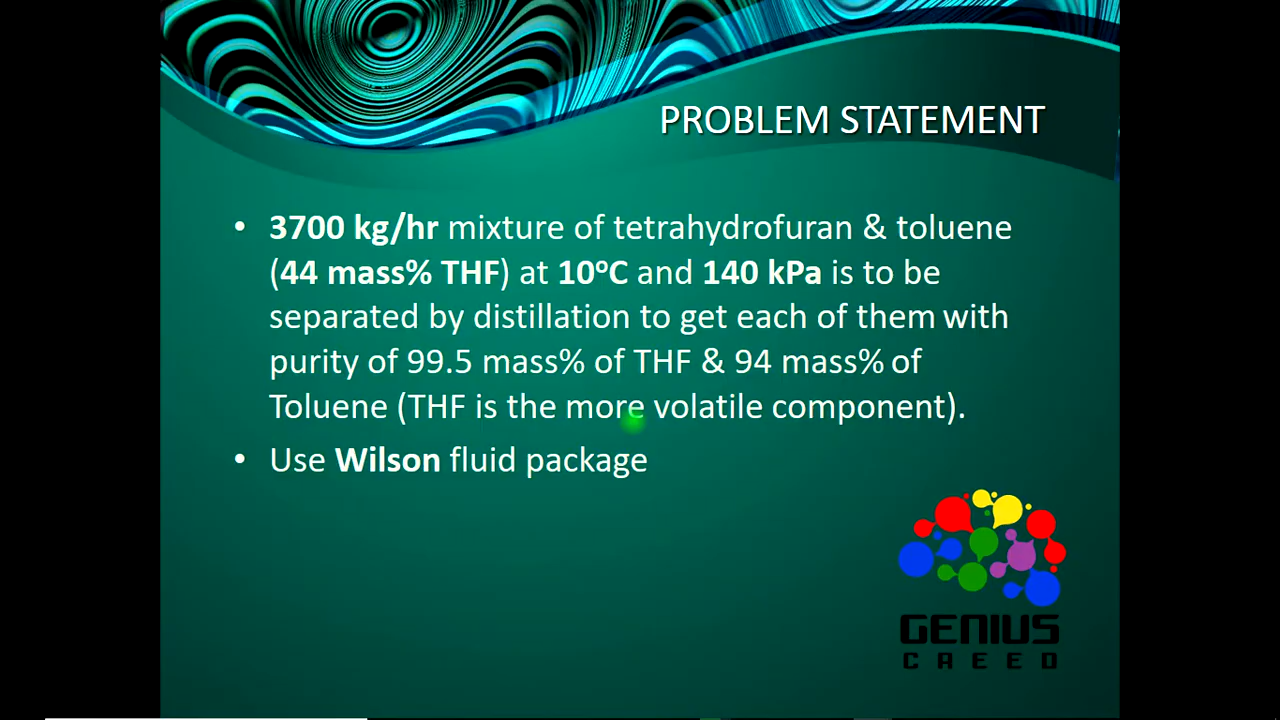 PROBLEM STATEMENT
• 3700 kg/hr mixture of tetrahydrofuran & toluene
(44 mass% THF) at 10°C and 140 kPa is to be
separated by distillation to get each of them with
purity of 99.5 mass% of THF & 94 mass% of
Toluene (THF is the more volatile component).
• Use Wilson fluid package
GENIUS
CREED